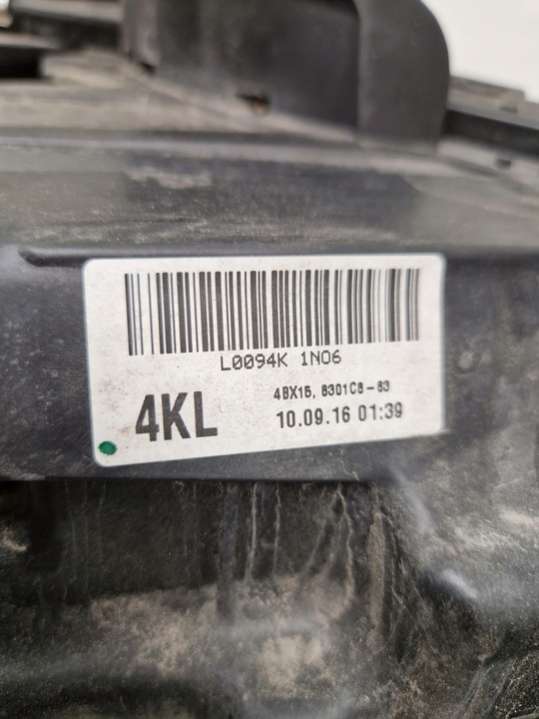 L0094K 1N06
4KL
4BX15, 8301C8-83
10.09.16 01:39